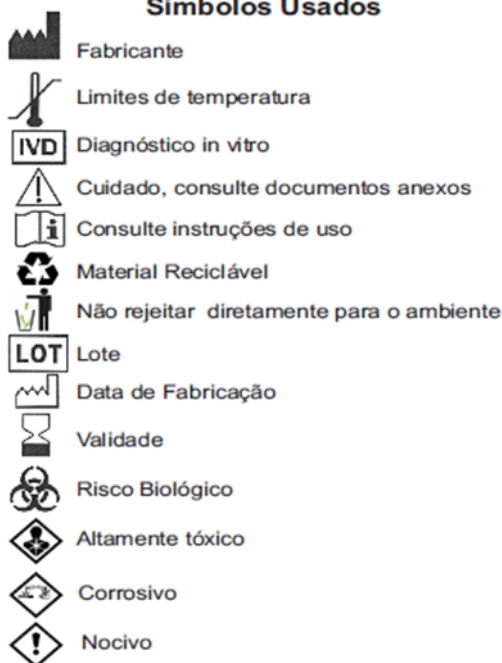 Símbolos Usados
Fabricante
Limites de temperatura
IVD Diagnóstico in vitro
Cuidado, consulte documentos anexos
i Consulte instruções de uso
Material Reciclável
Não rejeitar diretamente para o ambiente
LOT Lote
Data de Fabricação
Validade
Risco Biológico
Altamente tóxico
Corrosivo
Nocivo